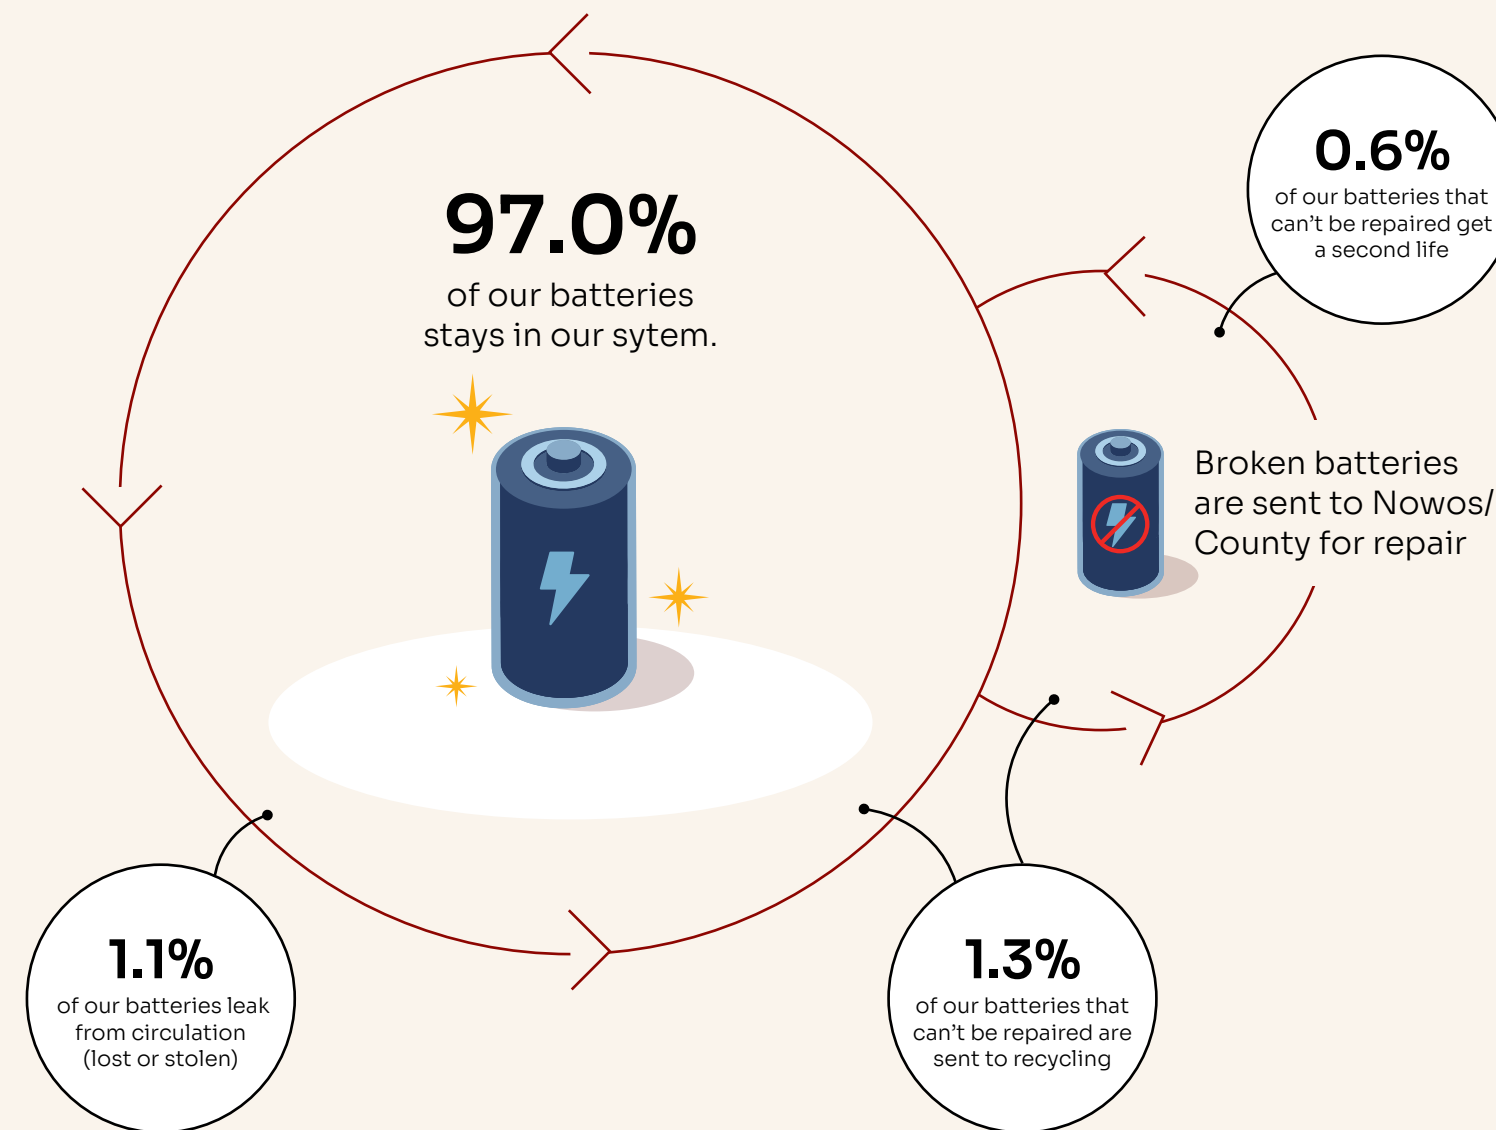 97.0%
of our batteries
stays in our sytem.
0.6%
of our batteries that
can't be repaired get
a second life
Broken batteries
are sent to Nowos/
County for repair
1.1%
of our batteries leak
from circulation
(lost or stolen)
1.3%
of our batteries that
can't be repaired are
sent to recycling